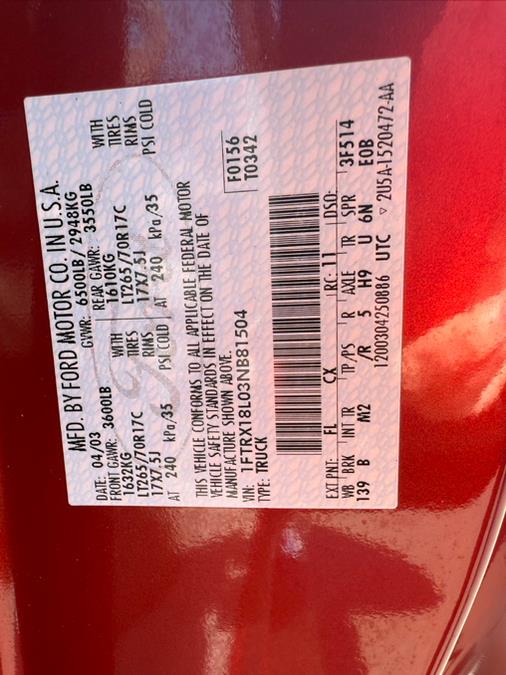 MFD. BY FORD MOTOR CO. IN U.S.A.
DATE: 04/03 GVWR: 6500LB/ 2948KG
FRONT GAWR: 3600LB REAR GAWR: 3550LB
1632KG WITH 1610KG WITH
LT265/70R17C TIRES LT265/70R17C TIRES
17X7.5J RIMS 17X7.5J RIMS
AT 240 kPa/35 PSI COLD AT 240 kPa/35 PSI COLD
THIS VEHICLE CONFORMS TO ALL APPLICABLE FEDERAL MOTOR
VEHICLE SAFETY STANDARDS IN EFFECT ON THE DATE OF
MANUFACTURE SHOWN ABOVE.
VIN: 1FTRX18L03NB81504 F0156
TYPE: TRUCK T0342
EXT PNT: FL CX RC: 11 DSO: 3F514
WB BRK INT TR TP/PS R AXLE TR SPR E0B
139 B M2 /R 5 H9 U 6N
1200304250886 UTC ▽ 2U5A-1520472-AA